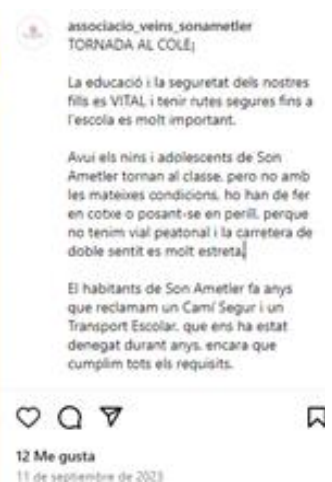 associacio_veins_sonametler
TORNADA AL COLE¡
La educació i la seguretat dels nostres
fills es VITAL i tenir rutes segures fins a
l'escola es molt important.
Avui els nins i adolescents de Son
Ametler tornan al classe, pero no amb
les mateixes condicions, ho han de fer
en cotxe o posant-se en perill, perque
no tenim vial peatonal i la carretera de
doble sentit es molt estreta,
El habitants de Son Ametler fa anys
que reclamam un Camí Segur i un
Transport Escolar, que ens ha estat
denegat durant anys, encara que
cumplim tots els requisits.
12 Me gusta
11 de septiembre de 2023